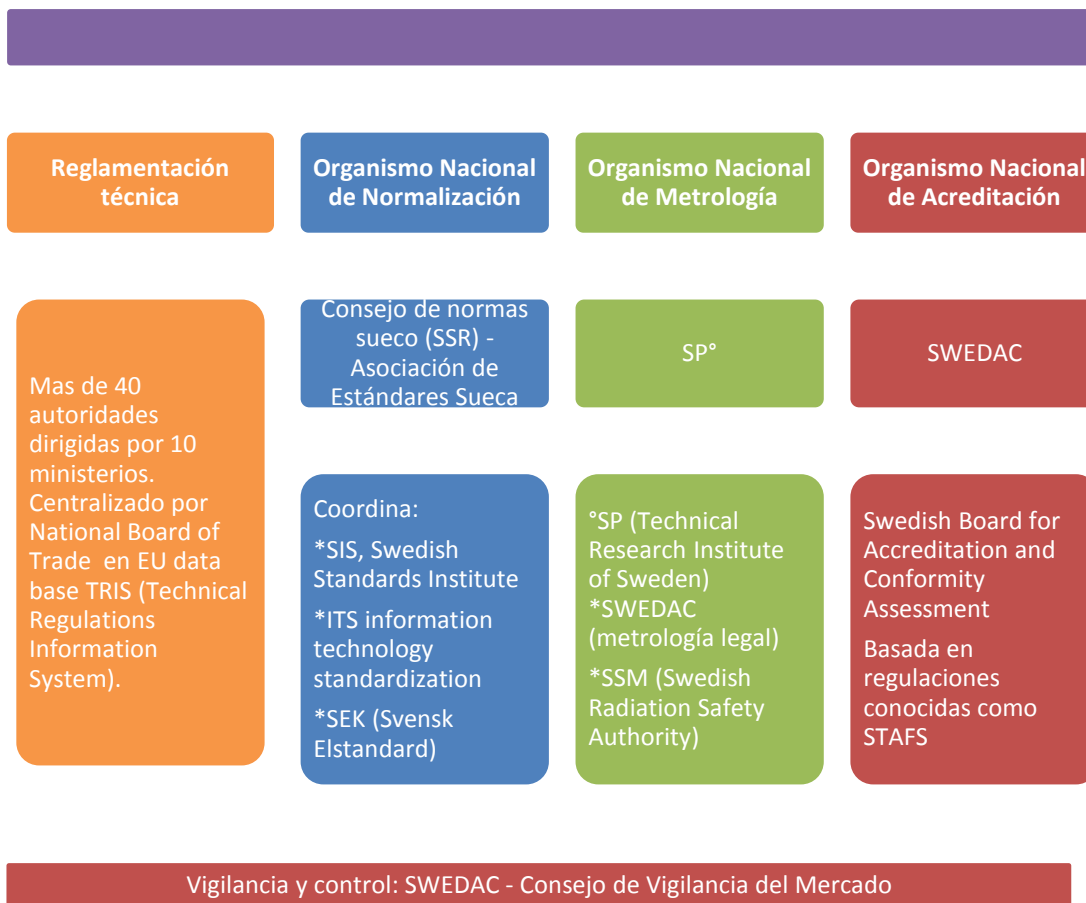 Reglamentación
técnica
Organismo Nacional
de Normalización
Organismo Nacional
de Metrología
Organismo Nacional
de Acreditación
Mas de 40
autoridades
dirigidas por 10
ministerios.
Centralizado por
National Board of
Trade en EU data
base TRIS (Technical
Regulations
Information
System).
Consejo de normas
sueco (SSR) -
Asociación de
Estándares Sueca
Coordina:
*SIS, Swedish
Standards Institute
*ITS information
technology
standardization
*SEK (Svensk
Elstandard)
SP°
°SP (Technical
Research Institute
of Sweden)
*SWEDAC
(metrología legal)
*SSM (Swedish
Radiation Safety
Authority)
SWEDAC
Swedish Board for
Accreditation and
Conformity
Assessment
Basada en
regulaciones
conocidas como
STAFS
Vigilancia y control: SWEDAC - Consejo de Vigilancia del Mercado